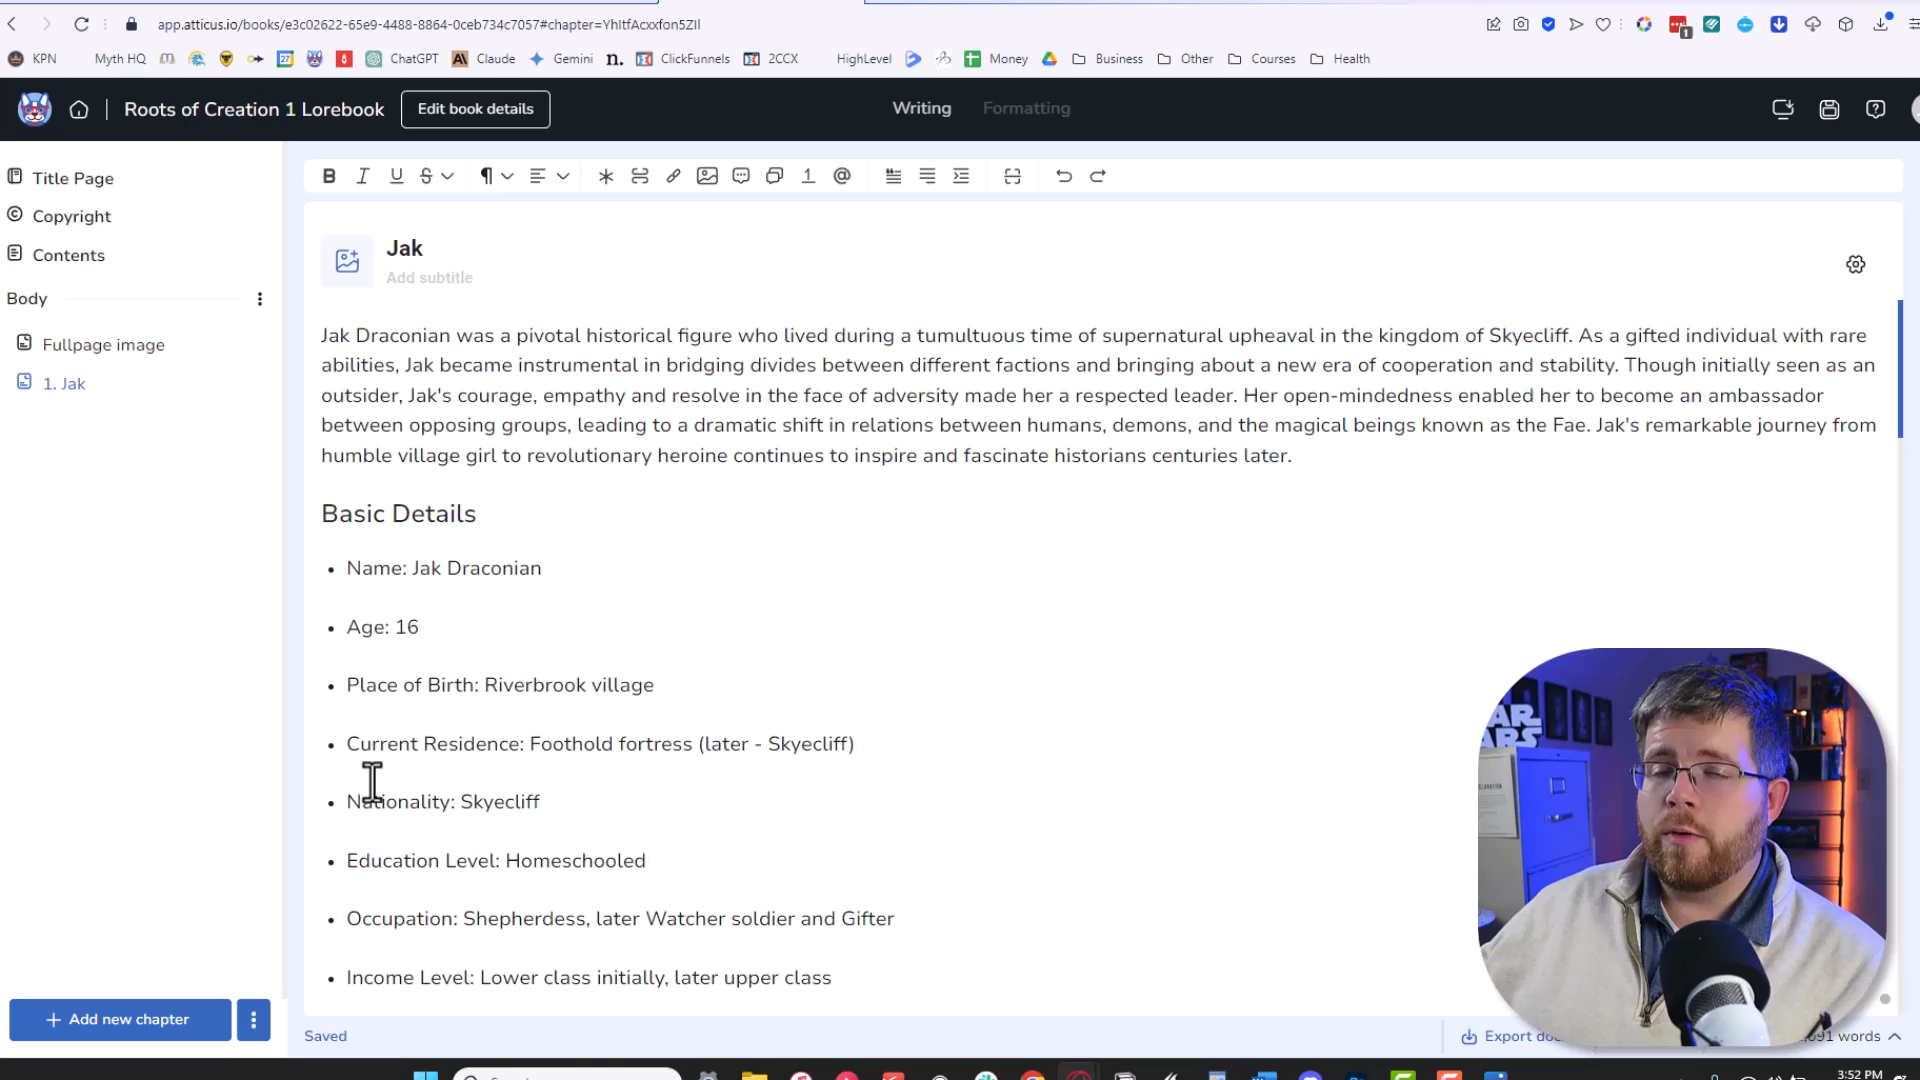 app.atticus.io/books/e3c02622-65e9-4488-8864-0ceb734c7057#chapter=YhItfAcxxfon5ZIl
1
KPN Myth HQ 27 ChatGPT Claude Gemini n. ClickFunnels 2CCX HighLevel Money Business Other Courses Health
Roots of Creation 1 Lorebook Edit book details Writing Formatting
Title Page
Copyright
Contents
Body
Fullpage image
1. Jak
Jak
Add subtitle
Jak Draconian was a pivotal historical figure who lived during a tumultuous time of supernatural upheaval in the kingdom of Skyecliff. As a gifted individual with rare
abilities, Jak became instrumental in bridging divides between different factions and bringing about a new era of cooperation and stability. Though initially seen as an
outsider, Jak's courage, empathy and resolve in the face of adversity made her a respected leader. Her open-mindedness enabled her to become an ambassador
between opposing groups, leading to a dramatic shift in relations between humans, demons, and the magical beings known as the Fae. Jak's remarkable journey from
humble village girl to revolutionary heroine continues to inspire and fascinate historians centuries later.
Basic Details
• Name: Jak Draconian
• Age: 16
• Place of Birth: Riverbrook village
• Current Residence: Foothold fortress (later - Skyecliff)
• Nationality: Skyecliff
• Education Level: Homeschooled
• Occupation: Shepherdess, later Watcher soldier and Gifter
• Income Level: Lower class initially, later upper class
AR
WARS
+ Add new chapter
Saved
Export
words
3:52 PM